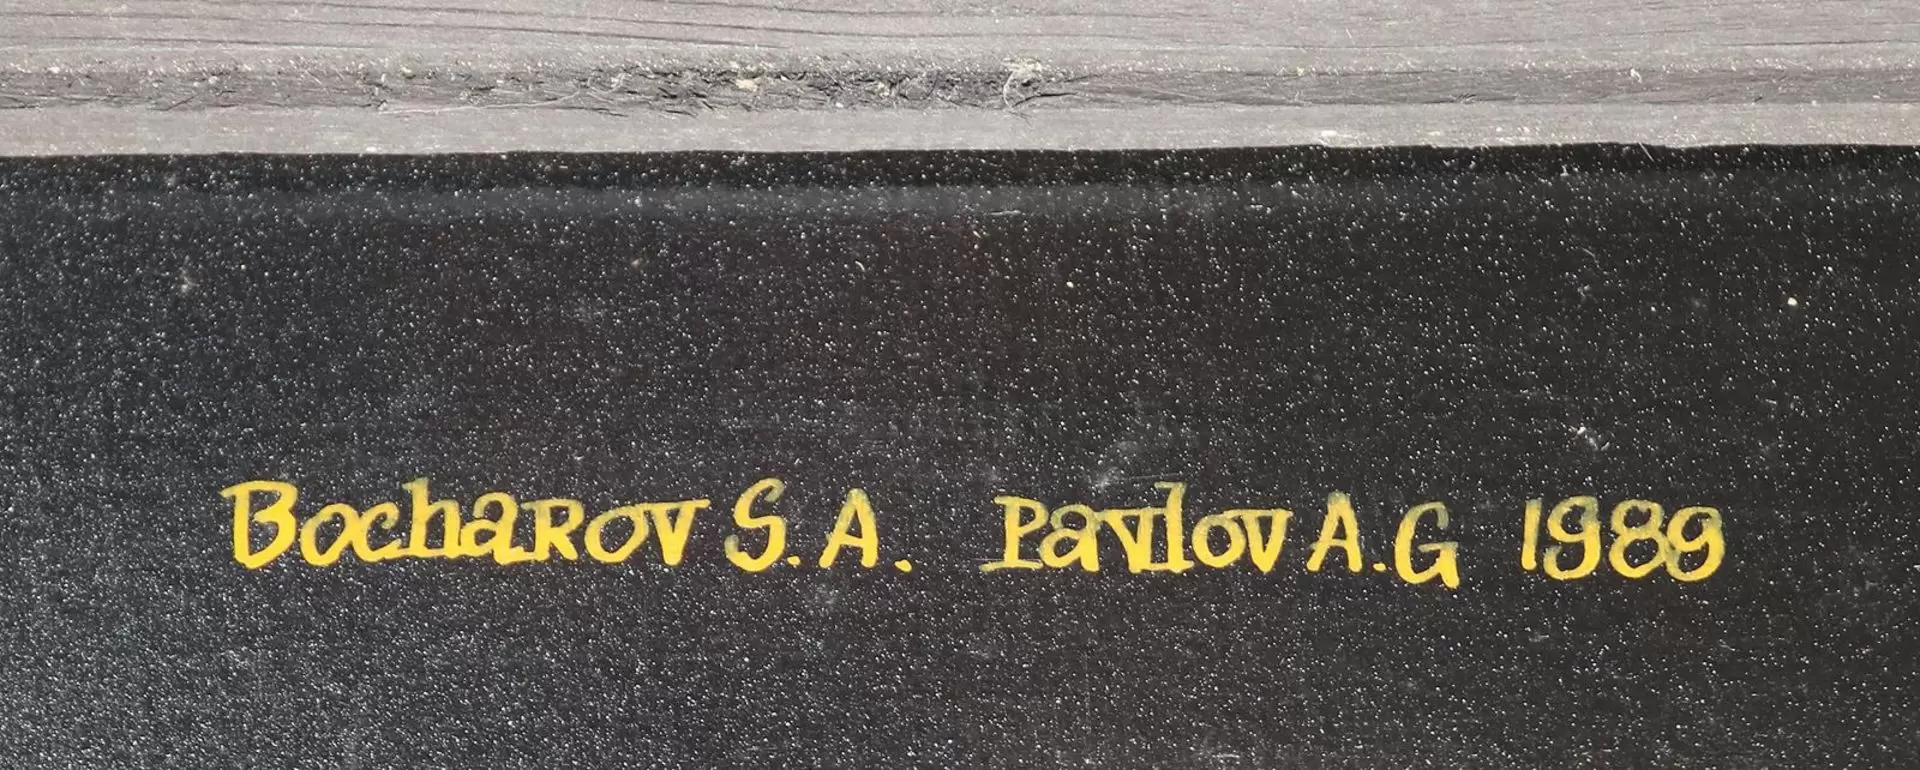 Bocharov S.A. Pavlov A.G 1989